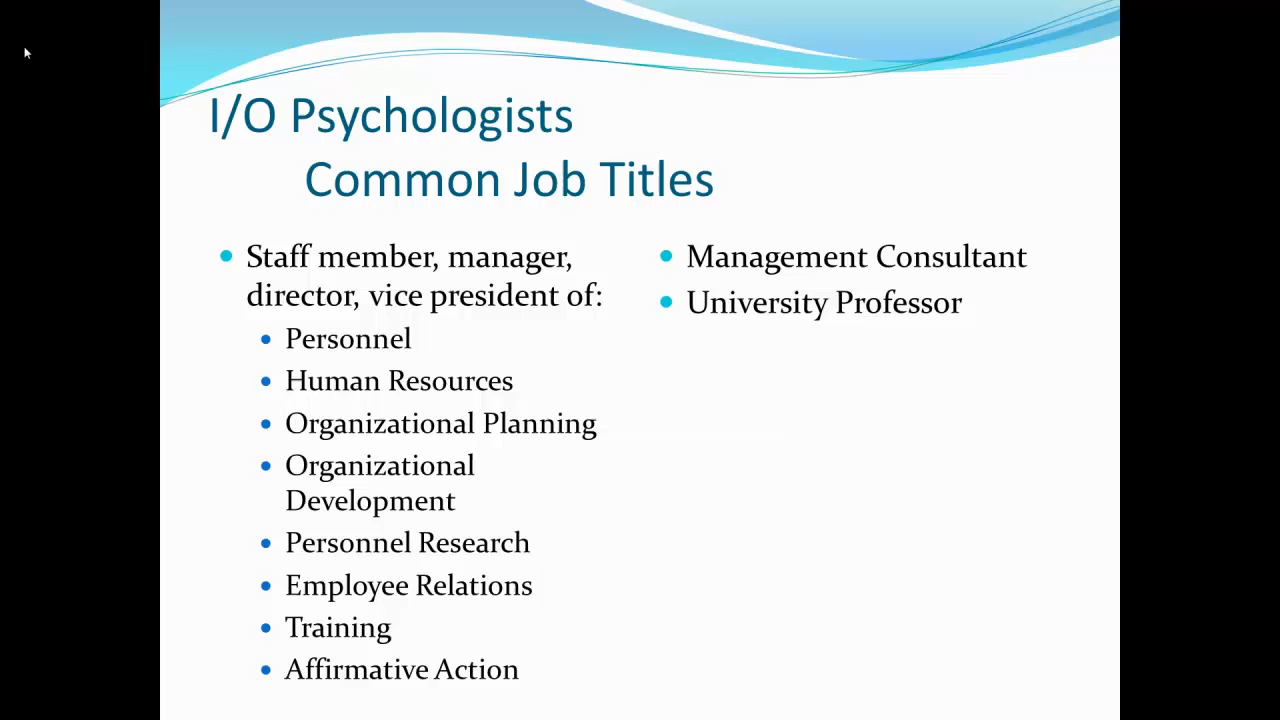 I/O Psychologists
Common Job Titles
Staff member, manager,
director, vice president of:
Personnel
Human Resources
Organizational Planning
Organizational
Development
Personnel Research
Employee Relations
Training
Affirmative Action
Management Consultant
University Professor